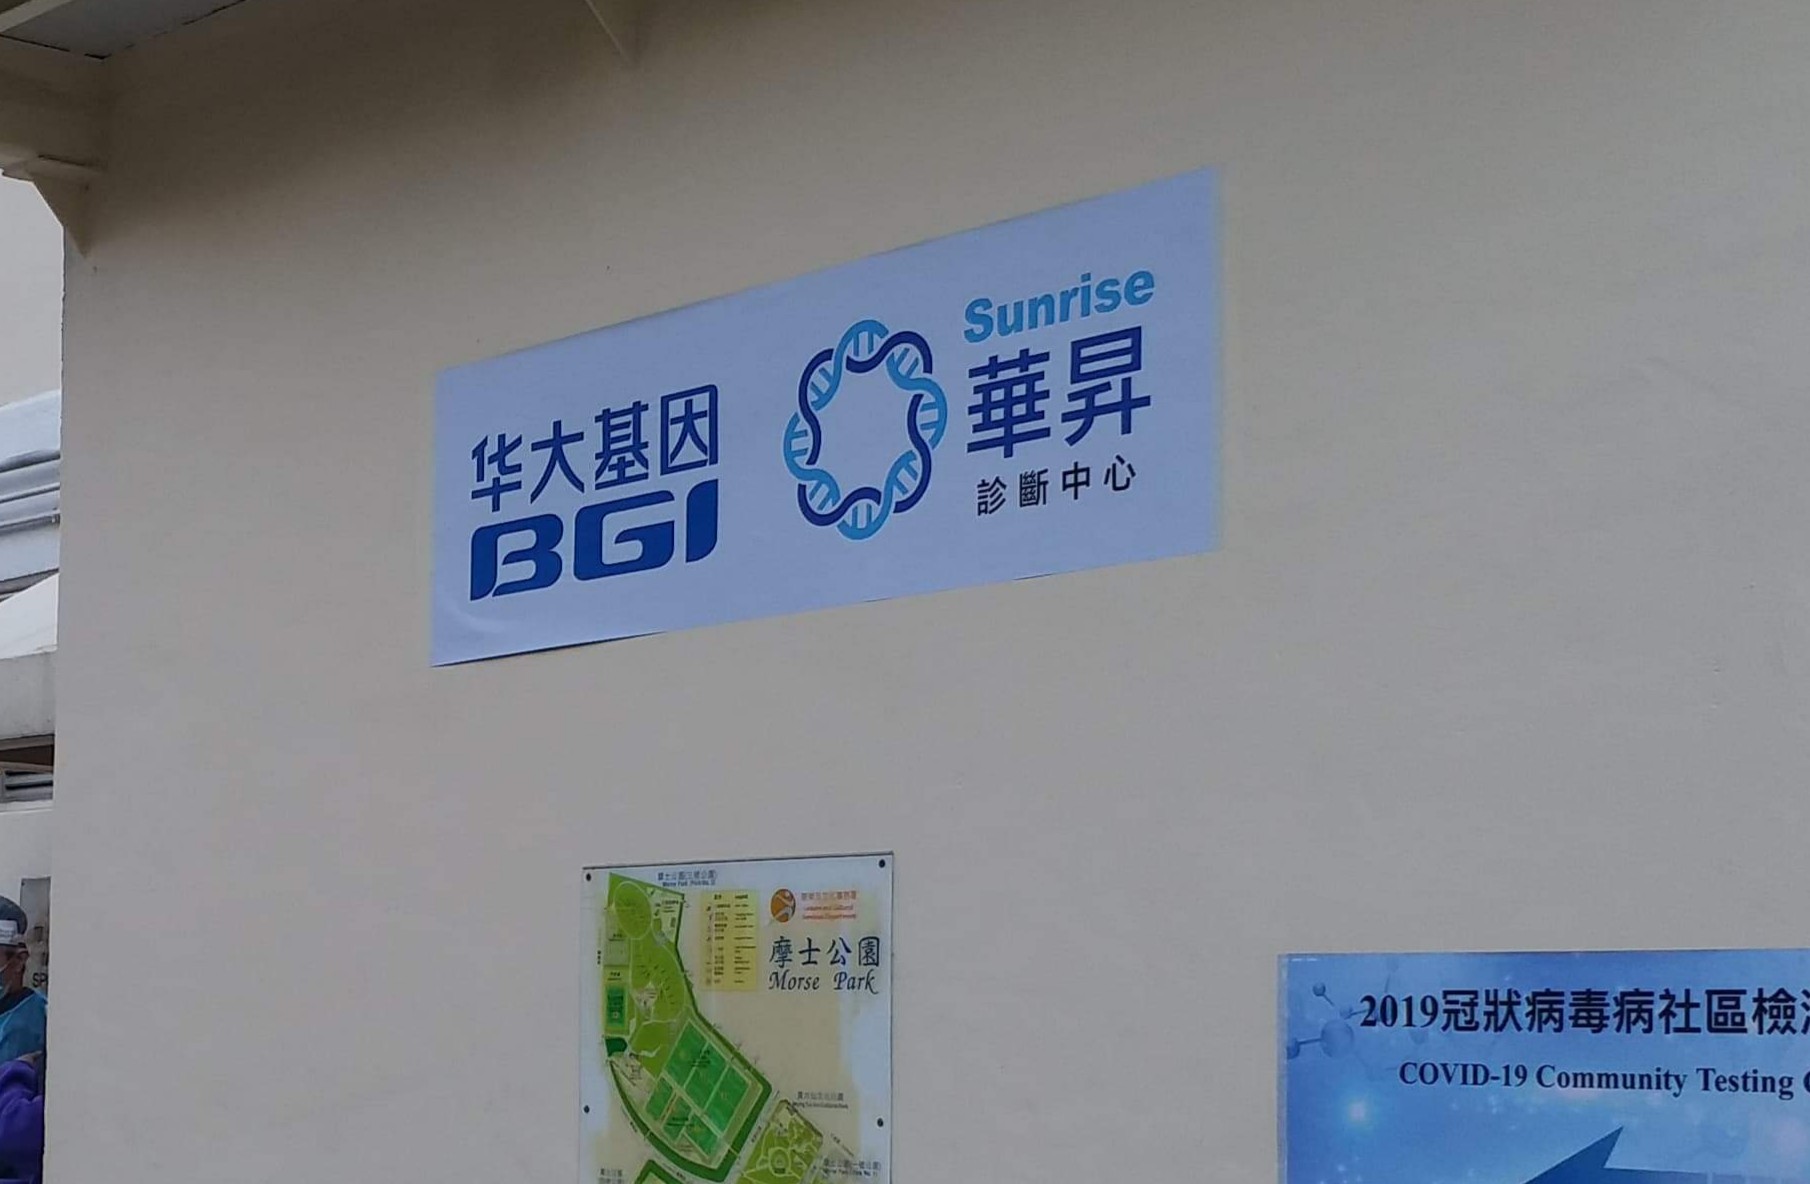 华大基因
BGI
Sunrise
華昇
診斷中心
摩士公園
Morse Park
2019冠狀病毒病社區檢
COVID-19 Community Testing